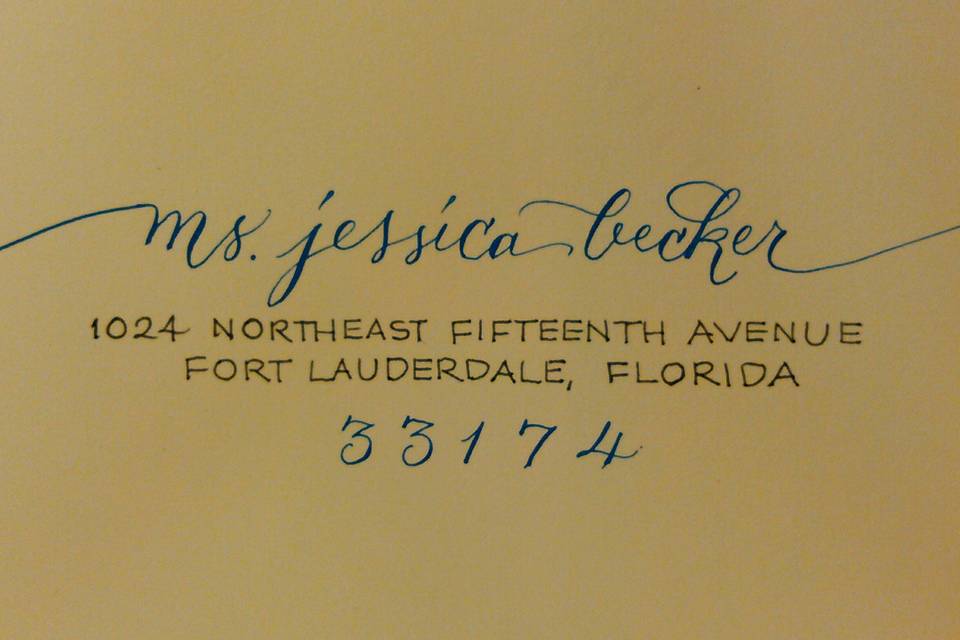 ms. jessica becker
1024 NORTHEAST FIFTEENTH AVENUE
FORT LAUDERDALE, FLORIDA
33174